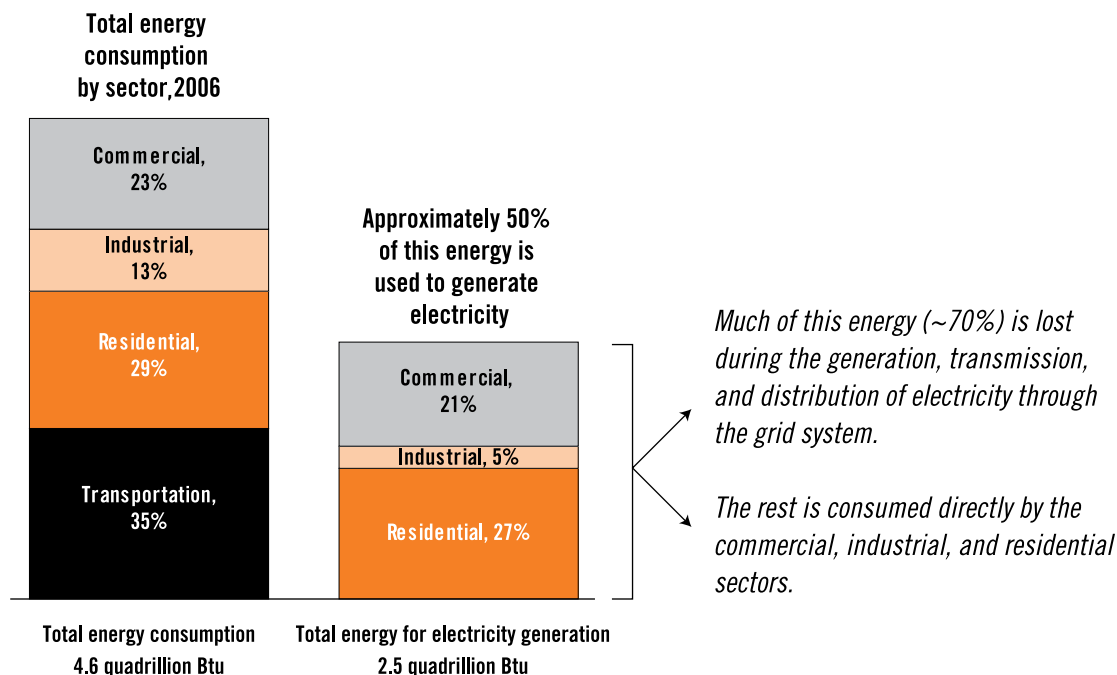 Total energy
consumption
by sector,2006
Commercial,
23%
Industrial,
13%
Residential,
29%
Transportation,
35%
Total energy consumption
4.6 quadrillion Btu
Approximately 50%
of this energy is
used to generate
electricity
Commercial,
21%
Industrial, 5%
Residential, 27%
Total energy for electricity generation
2.5 quadrillion Btu
Much of this energy (~70%) is lost
during the generation, transmission,
and distribution of electricity through
the grid system.
The rest is consumed directly by the
commercial, industrial, and residential
sectors.